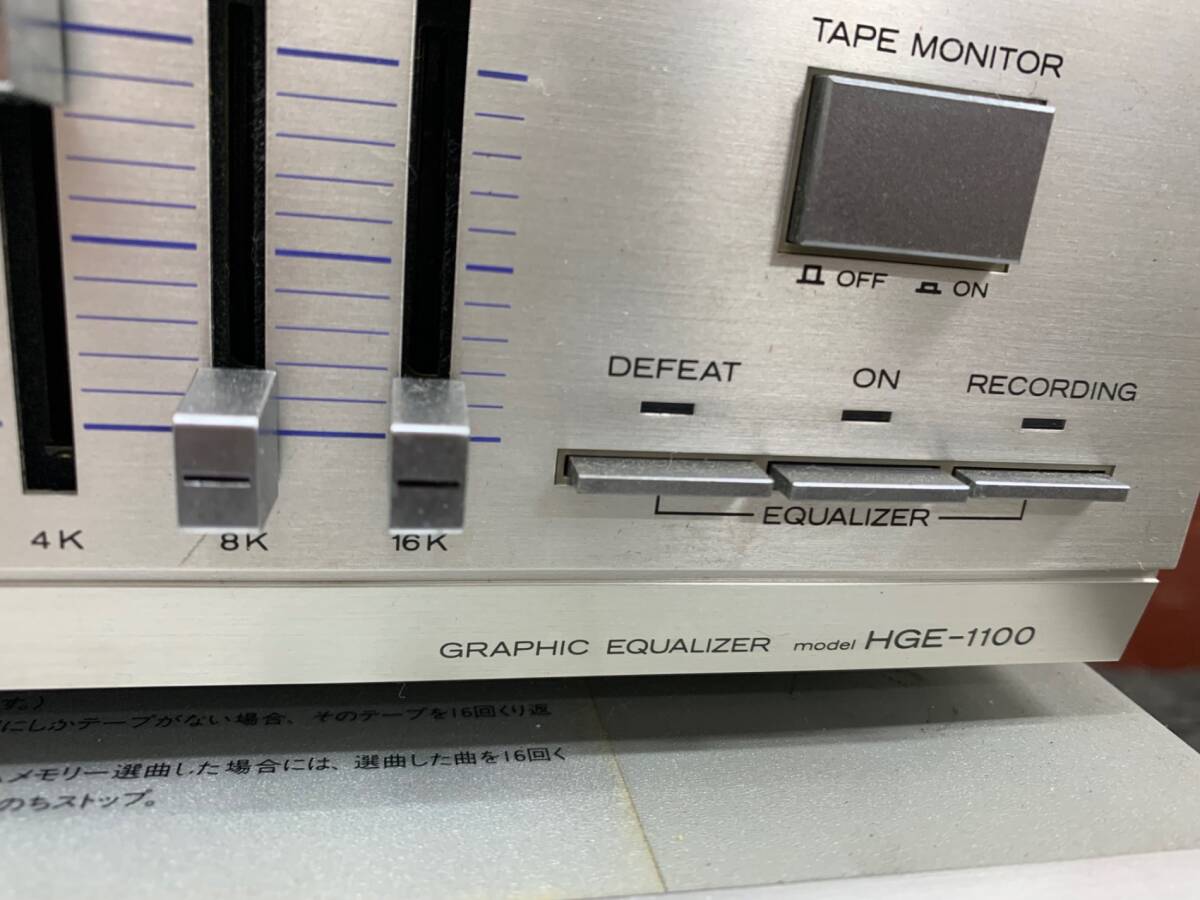 TAPE MONITOR
OFF ON
DEFEAT ON RECORDING
EQUALIZER
4K 8K 16K
GRAPHIC EQUALIZER model HGE-1100
す。)
にしかテープがない場合、そのテープを16回くり返
メモリー選曲した場合には、選曲した曲を16回く
のちストップ。